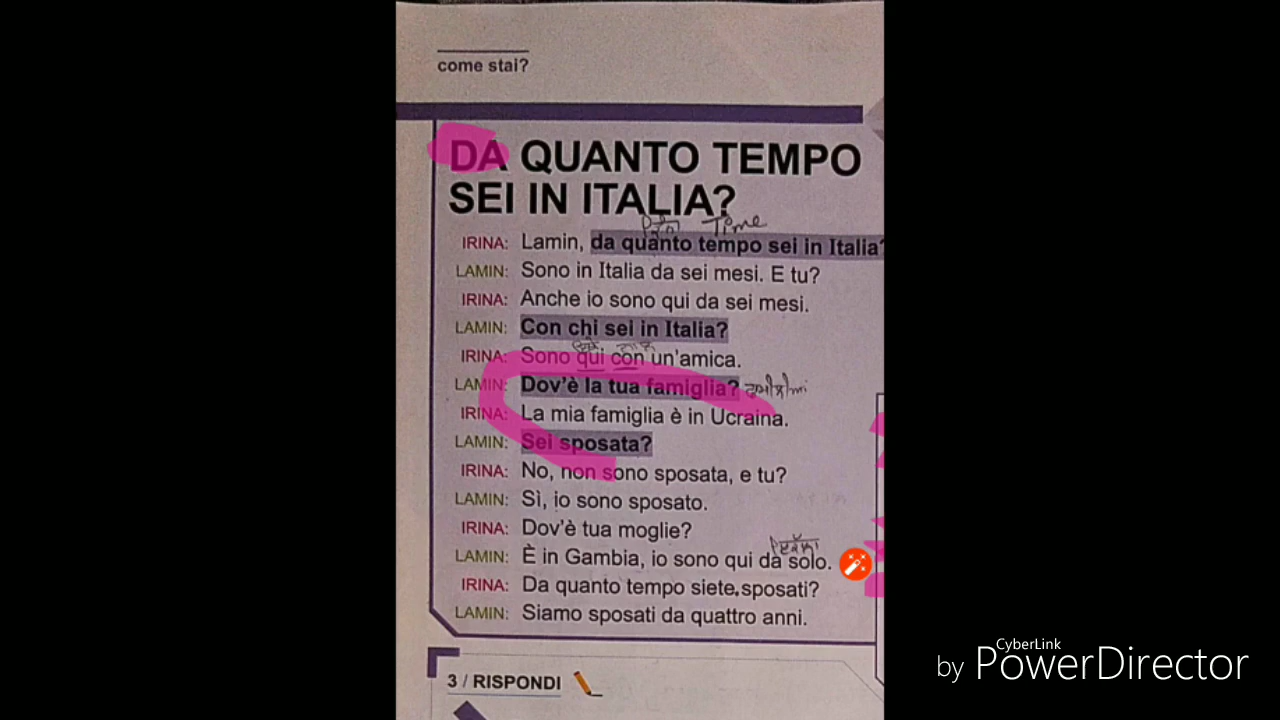 come stai?
DA QUANTO TEMPO
SEI IN ITALIA?
Time
IRINA: Lamin, da quanto tempo sei in Italia?
LAMIN: Sono in Italia da sei mesi. E tu?
IRINA: Anche io sono qui da sei mesi.
LAMIN: Con chi sei in Italia?
IRINA: Sono qui con un'amica.
LAMIN: Dov'è la tua famiglia?
IRINA: La mia famiglia è in Ucraina.
LAMIN: Sei sposata?
IRINA: No, non sono sposata, e tu?
LAMIN: Sì, io sono sposato.
IRINA: Dov'è tua moglie?
LAMIN: È in Gambia, io sono qui da solo.
IRINA: Da quanto tempo siete sposati?
LAMIN: Siamo sposati da quattro anni.
3 / RISPONDI
CyberLink
by PowerDirector